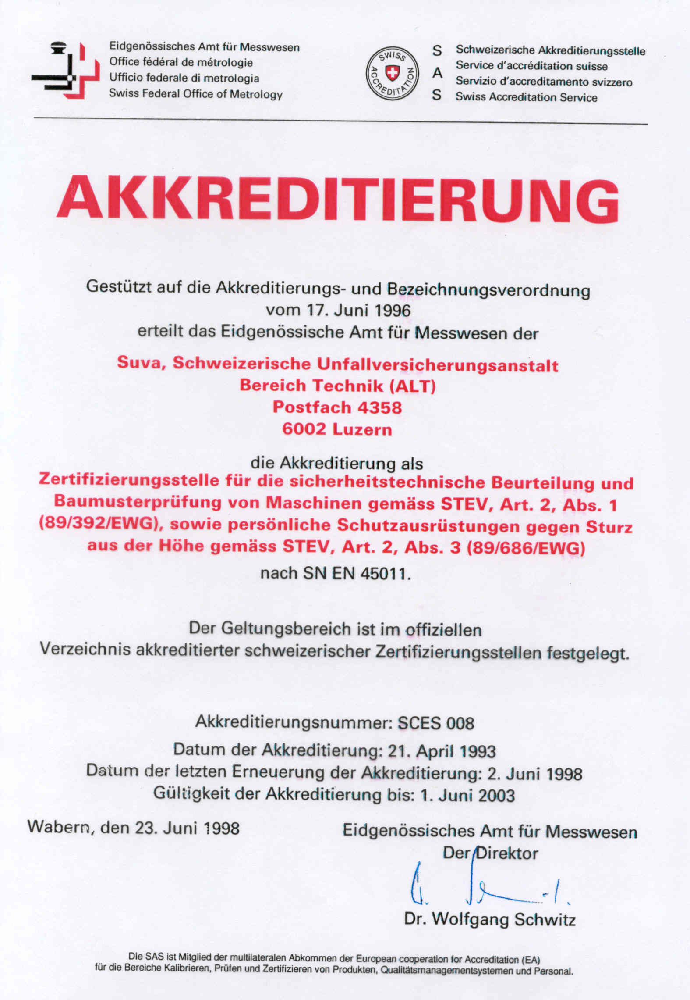 Eidgenössisches Amt für Messwesen
Office fédéral de métrologie
Ufficio federale di metrologia
Swiss Federal Office of Metrology
SWISS ACCREDITATION
S Schweizerische Akkreditierungsstelle
Service d'accréditation suisse
A Servizio d'accreditamento svizzero
S Swiss Accreditation Service
AKKREDITIERUNG
Gestützt auf die Akkreditierungs- und Bezeichnungsverordnung
vom 17. Juni 1996
erteilt das Eidgenössische Amt für Messwesen der
Suva, Schweizerische Unfallversicherungsanstalt
Bereich Technik (ALT)
Postfach 4358
6002 Luzern
die Akkreditierung als
Zertifizierungsstelle für die sicherheitstechnische Beurteilung und
Baumusterprüfung von Maschinen gemäss STEV, Art. 2, Abs. 1
(89/392/EWG), sowie persönliche Schutzausrüstungen gegen Sturz
aus der Höhe gemäss STEV, Art. 2, Abs. 3 (89/686/EWG)
nach SN EN 45011.
Der Geltungsbereich ist im offiziellen
Verzeichnis akkreditierter schweizerischer Zertifizierungsstellen festgelegt.
Akkreditierungsnummer: SCES 008
Datum der Akkreditierung: 21. April 1993
Datum der letzten Erneuerung der Akkreditierung: 2. Juni 1998
Gültigkeit der Akkreditierung bis: 1. Juni 2003
Wabern, den 23. Juni 1998
Eidgenössisches Amt für Messwesen
Der Direktor
Dr. Wolfgang Schwitz
Die SAS ist Mitglied der multilateralen Abkommen der European cooperation for Accreditation (EA)
für die Bereiche Kalibrieren, Prüfen und Zertifizieren von Produkten, Qualitätsmanagementsystemen und Personal.